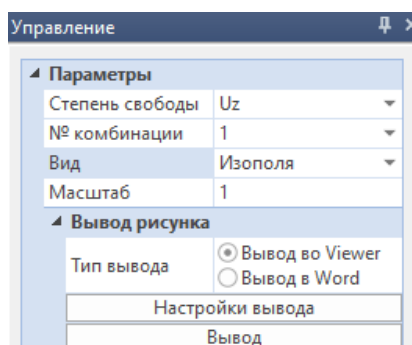 Управление
Параметры
Степень свободы Uz
№ комбинации 1
Вид Изополя
Масштаб 1
Вывод рисунка
Тип вывода Вывод во Viewer
Вывод в Word
Настройки вывода
Вывод